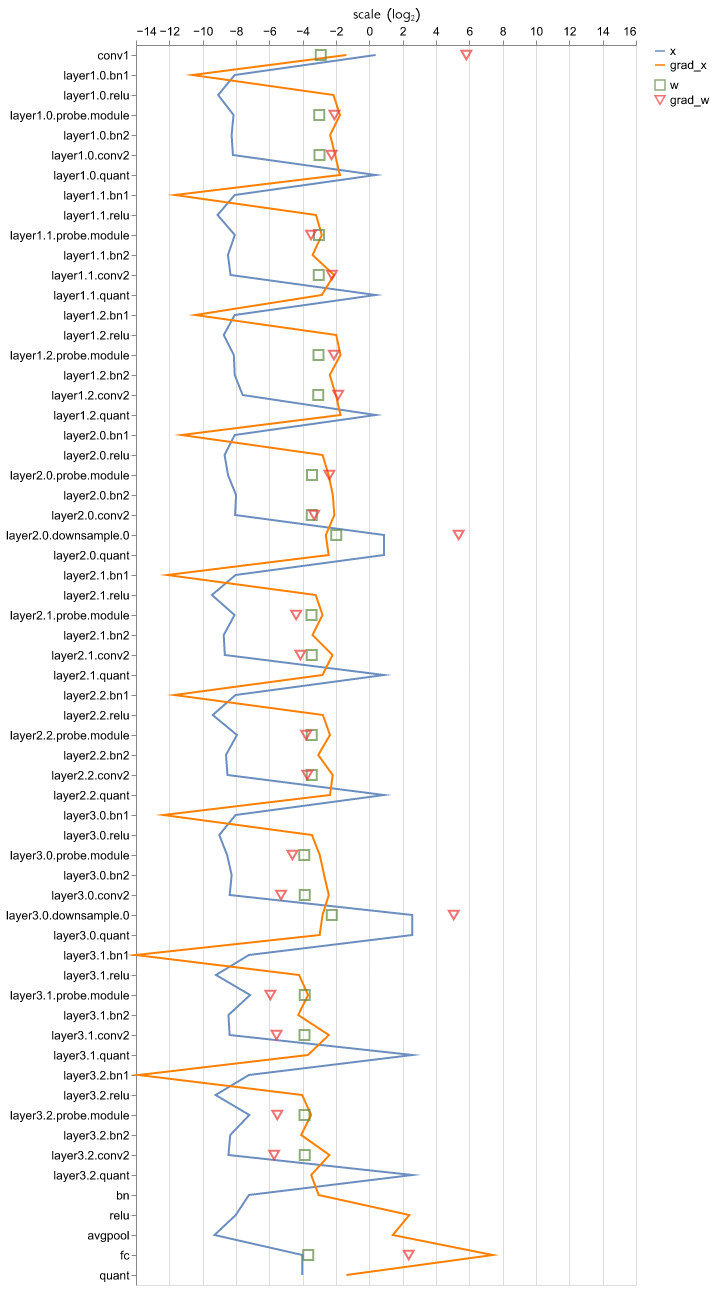 scale (log₂)
−14 −12 −10 −8 −6 −4 −2 0 2 4 6 8 10 12 14 16
x
grad_x
w
grad_w
conv1
layer1.0.bn1
layer1.0.relu
layer1.0.probe.module
layer1.0.bn2
layer1.0.conv2
layer1.0.quant
layer1.1.bn1
layer1.1.relu
layer1.1.probe.module
layer1.1.bn2
layer1.1.conv2
layer1.1.quant
layer1.2.bn1
layer1.2.relu
layer1.2.probe.module
layer1.2.bn2
layer1.2.conv2
layer1.2.quant
layer2.0.bn1
layer2.0.relu
layer2.0.probe.module
layer2.0.bn2
layer2.0.conv2
layer2.0.downsample.0
layer2.0.quant
layer2.1.bn1
layer2.1.relu
layer2.1.probe.module
layer2.1.bn2
layer2.1.conv2
layer2.1.quant
layer2.2.bn1
layer2.2.relu
layer2.2.probe.module
layer2.2.bn2
layer2.2.conv2
layer2.2.quant
layer3.0.bn1
layer3.0.relu
layer3.0.probe.module
layer3.0.bn2
layer3.0.conv2
layer3.0.downsample.0
layer3.0.quant
layer3.1.bn1
layer3.1.relu
layer3.1.probe.module
layer3.1.bn2
layer3.1.conv2
layer3.1.quant
layer3.2.bn1
layer3.2.relu
layer3.2.probe.module
layer3.2.bn2
layer3.2.conv2
layer3.2.quant
bn
relu
avgpool
fc
quant